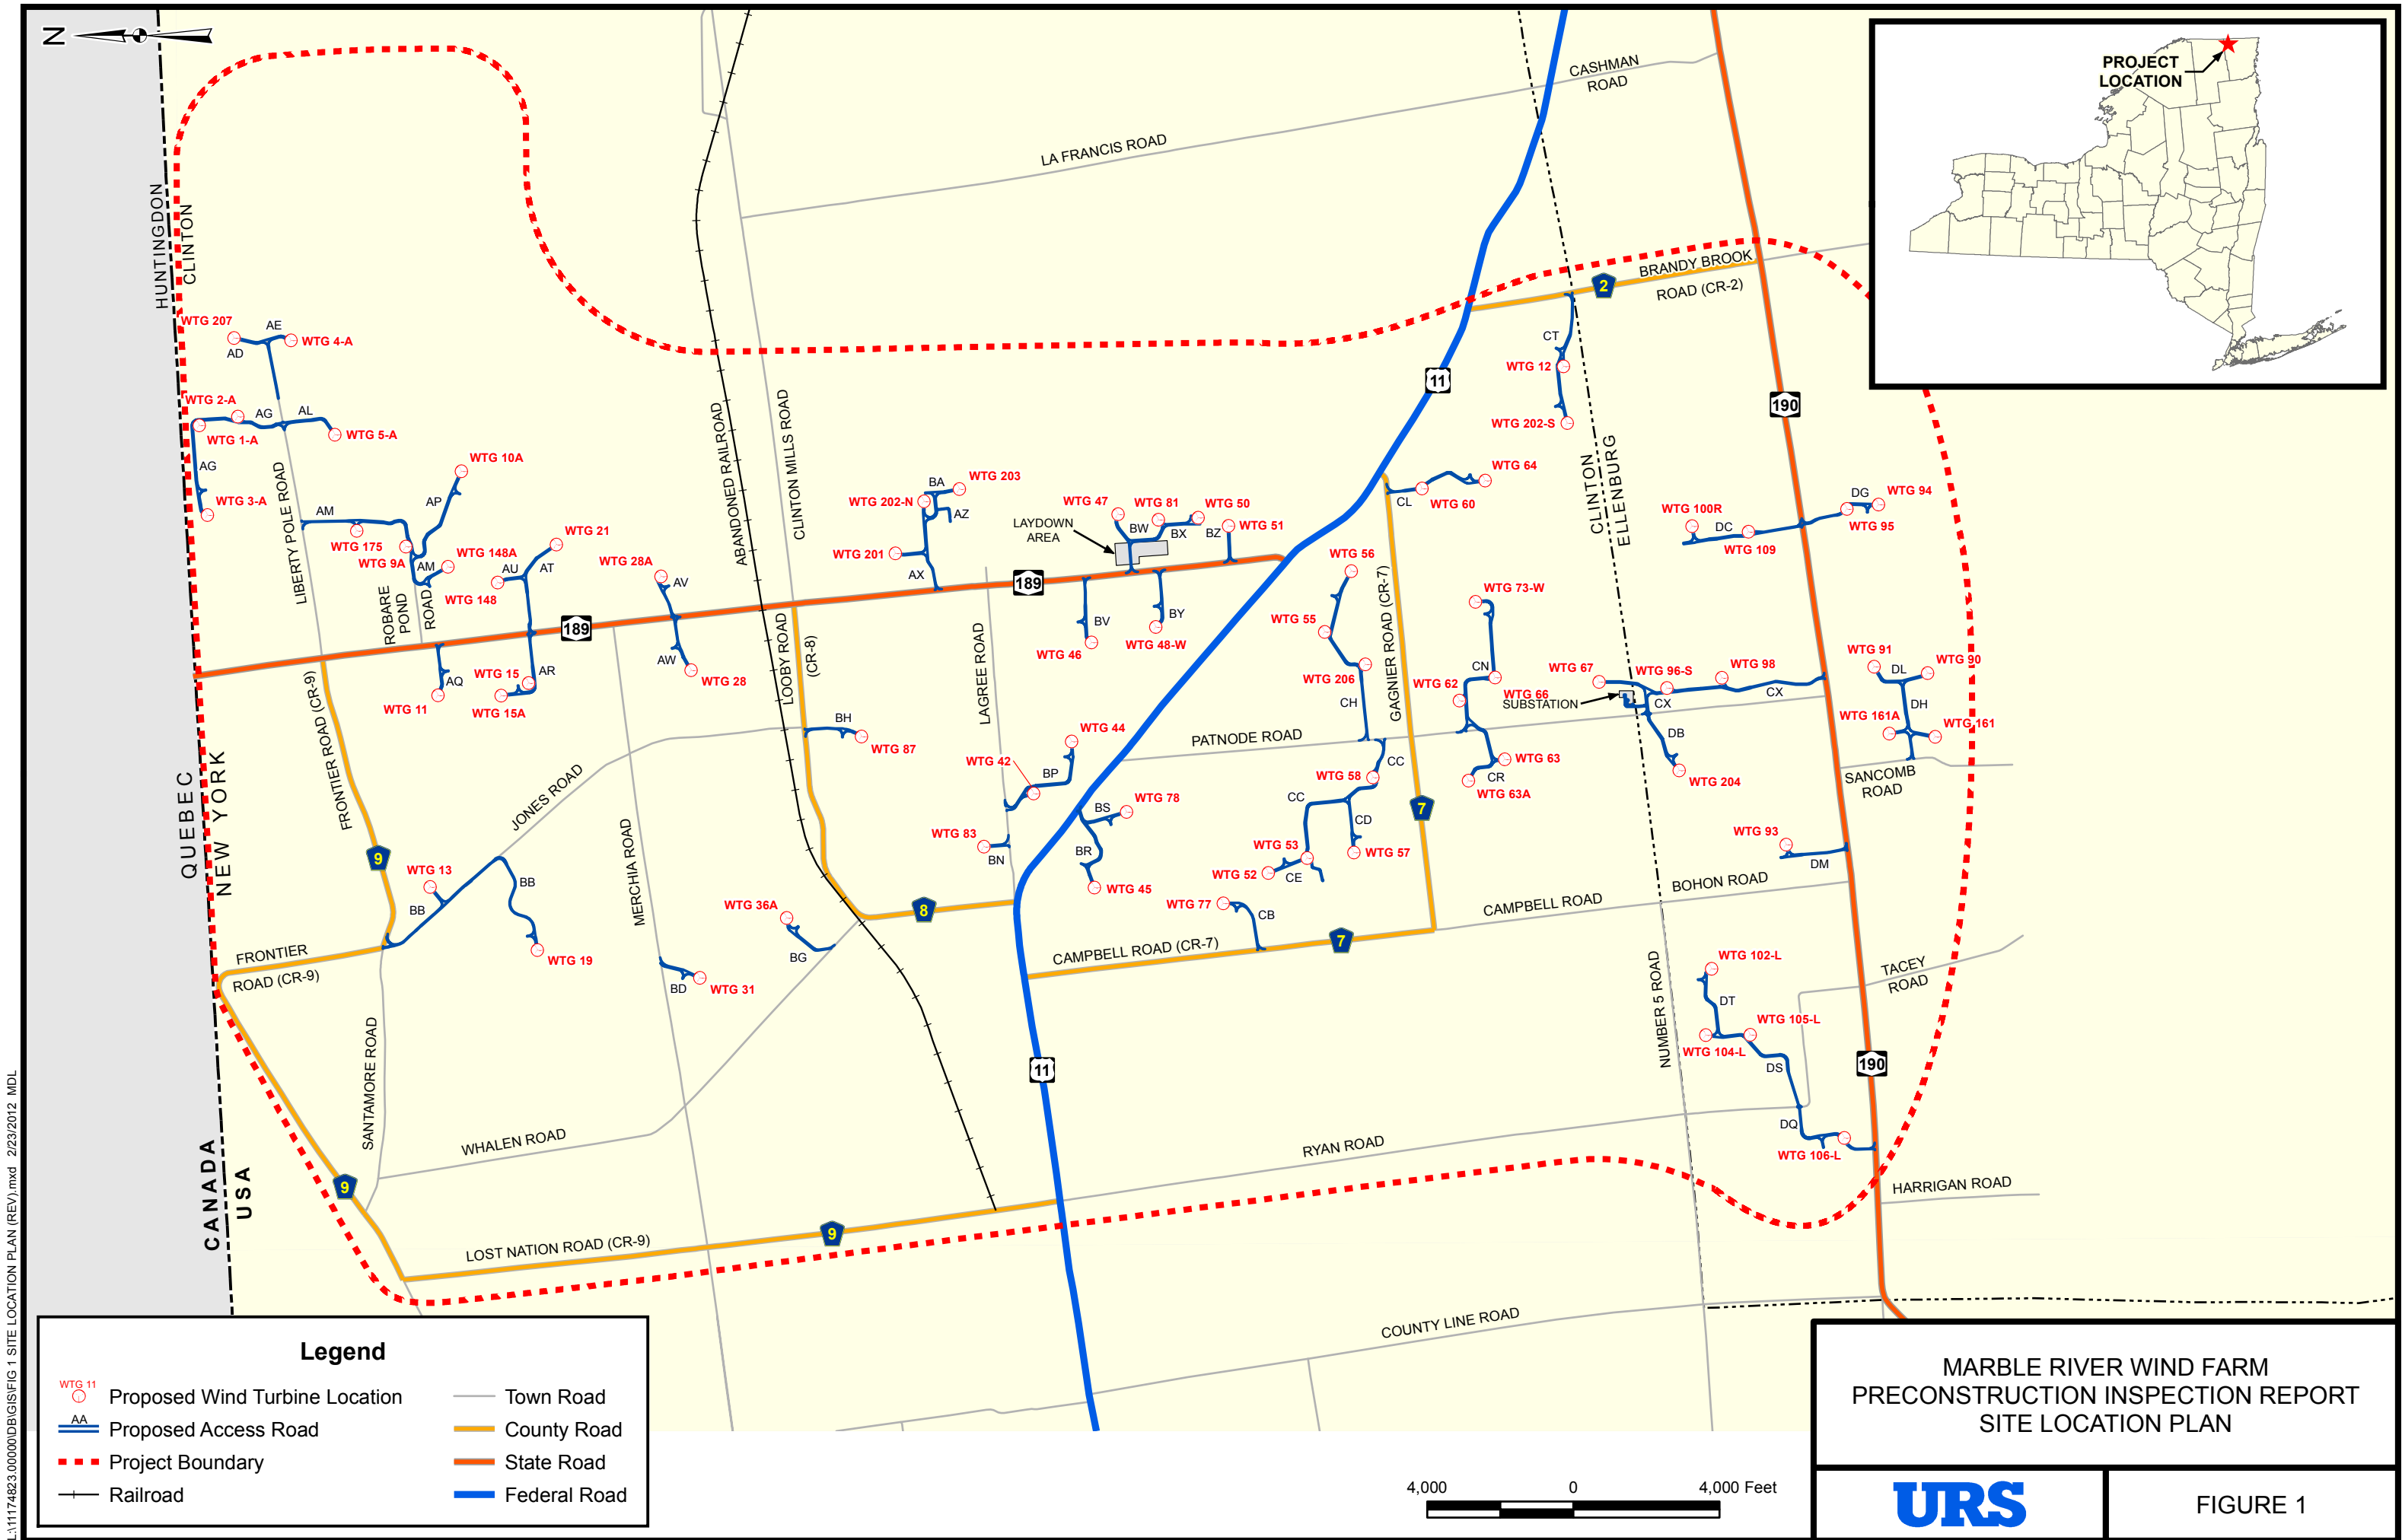 N
HUNTINGDON
CLINTON
CASHMAN
ROAD
LA FRANCIS ROAD
PROJECT
LOCATION
BRANDY BROOK
ROAD (CR-2)
2
WTG 207
AE
AD
WTG 4-A
CT
WTG 12
11
190
WTG 2-A
AG
AL
WTG 1-A
WTG 5-A
WTG 202-S
AG
WTG 3-A
LIBERTY POLE ROAD
WTG 10A
AP
AM
WTG 175
WTG 9A
AM
WTG 148A
WTG 148
AU
AT
WTG 21
ROBARE
POND
ROAD
ABANDONED RAILROAD
CLINTON MILLS ROAD
WTG 28A
AV
WTG 202-N
BA
WTG 203
AZ
WTG 201
AX
LAYDOWN
AREA
WTG 47
WTG 81
WTG 50
BW
BX
BZ
WTG 51
CL
WTG 60
WTG 64
CLINTON
ELLENBURG
WTG 100R
DC
WTG 109
DG
WTG 94
WTG 95
189
189
AQ
WTG 11
WTG 15
AR
WTG 15A
AW
WTG 28
LOOBY ROAD
(CR-8)
LAGREE ROAD
BV
WTG 46
BY
WTG 48-W
WTG 56
WTG 55
WTG 206
CH
GAGNIER ROAD (CR-7)
WTG 73-W
CN
WTG 62
WTG 66
SUBSTATION
WTG 67
WTG 96-S
WTG 98
CX
CX
WTG 91
DL
WTG 90
WTG 161A
DH
WTG 161
FRONTIER ROAD (CR-9)
QUEBEC
NEW YORK
JONES ROAD
BH
WTG 87
WTG 44
WTG 42
BP
PATNODE ROAD
CC
WTG 58
CC
CD
WTG 57
WTG 63
CR
WTG 63A
DB
WTG 204
SANCOMB
ROAD
9
WTG 13
BB
BB
WTG 19
MERCHIA ROAD
WTG 83
BN
BS
WTG 78
BR
WTG 45
WTG 53
WTG 52
CE
7
WTG 93
DM
WTG 36A
BG
8
WTG 77
CB
CAMPBELL ROAD (CR-7)
7
CAMPBELL ROAD
BOHON ROAD
FRONTIER
ROAD (CR-9)
BD
WTG 31
NUMBER 5 ROAD
WTG 102-L
DT
WTG 105-L
WTG 104-L
DS
TACEY
ROAD
SANTAMORE ROAD
11
190
WHALEN ROAD
RYAN ROAD
DQ
WTG 106-L
HARRIGAN ROAD
CANADA
USA
9
LOST NATION ROAD (CR-9)
9
COUNTY LINE ROAD
Legend
WTG 11
Proposed Wind Turbine Location
AA
Proposed Access Road
Project Boundary
Railroad
Town Road
County Road
State Road
Federal Road
4,000
0
4,000 Feet
MARBLE RIVER WIND FARM
PRECONSTRUCTION INSPECTION REPORT
SITE LOCATION PLAN
URS
FIGURE 1
L:\11174823.00000\DB\GIS\FIG 1 SITE LOCATION PLAN (REV).mxd 2/23/2012 MDL